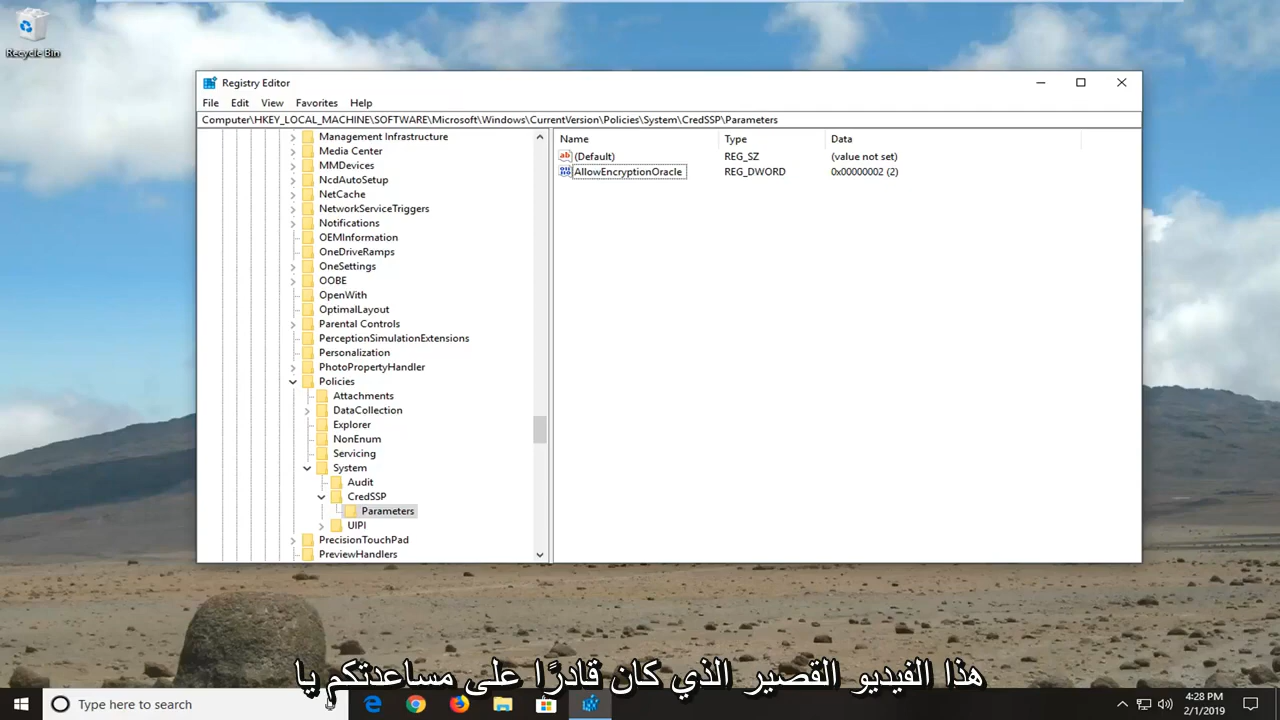 Recycle Bin
Registry Editor
File Edit View Favorites Help
Computer\HKEY_LOCAL_MACHINE\SOFTWARE\Microsoft\Windows\CurrentVersion\Policies\System\CredSSP\Parameters
Management Infrastructure
Media Center
MMDevices
NcdAutoSetup
NetCache
NetworkServiceTriggers
Notifications
OEMInformation
OneDriveRamps
OneSettings
OOBE
OpenWith
OptimalLayout
Parental Controls
PerceptionSimulationExtensions
Personalization
PhotoPropertyHandler
Policies
Attachments
DataCollection
Explorer
NonEnum
Servicing
System
Audit
CredSSP
Parameters
UIPI
PrecisionTouchPad
PreviewHandlers
Name Type Data
(Default) REG_SZ (value not set)
AllowEncryptionOracle REG_DWORD 0x00000002 (2)
هذا الفيديو القصير الذي كان قادرًا على مساعدتكم يا
Type here to search
4:28 PM
2/1/2019